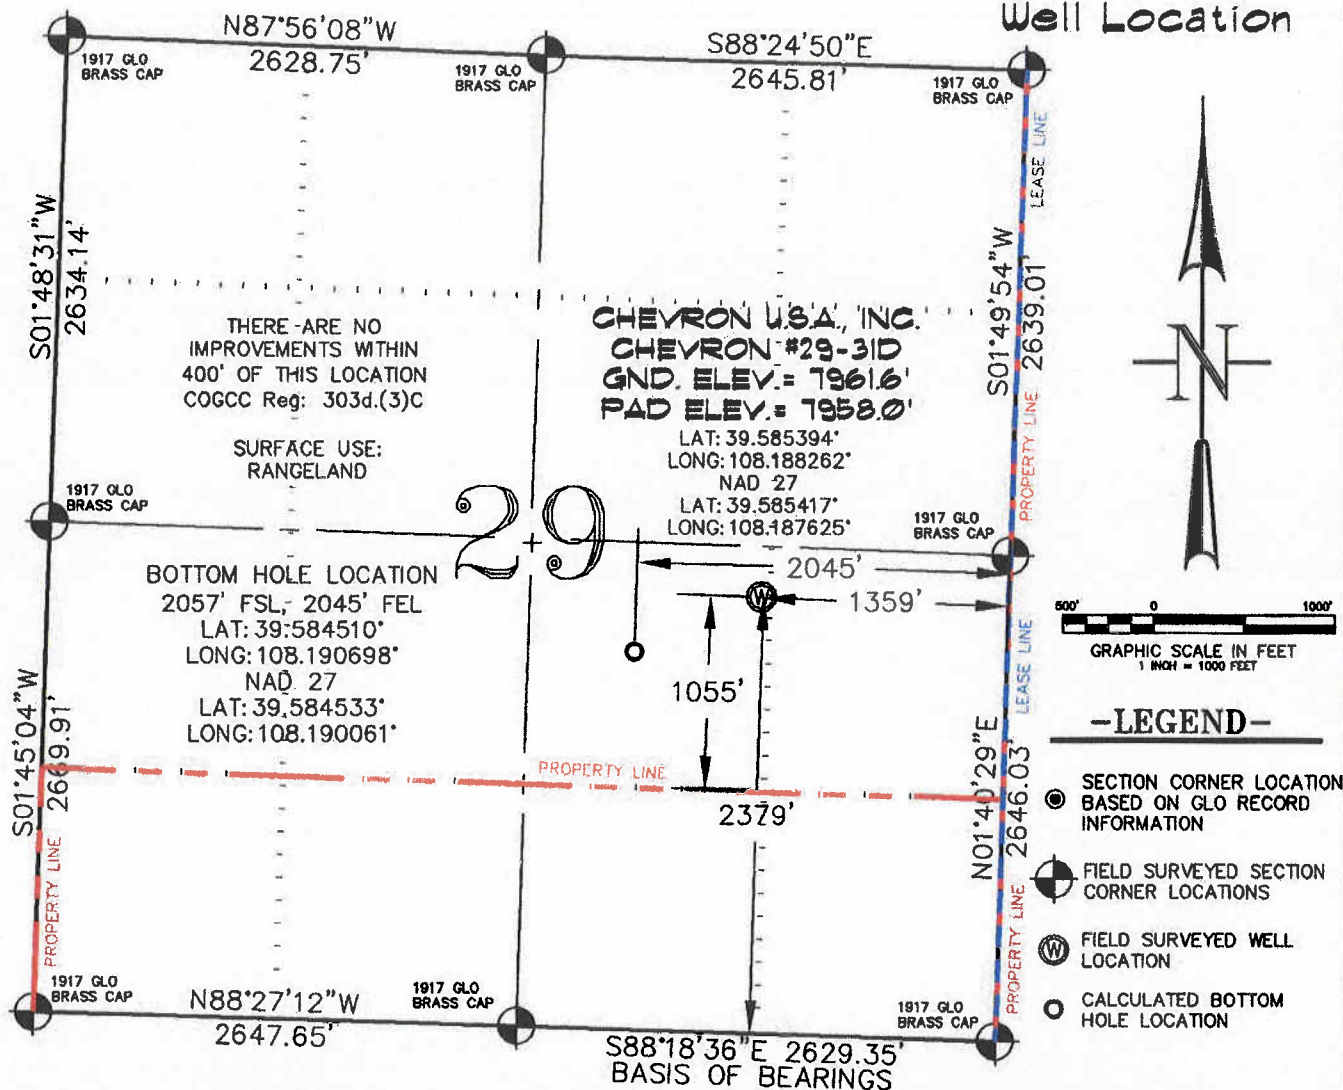 Well Location
N87°56'08"W
2628.75'
S88°24'50"E
2645.81'
1917 GLO
BRASS CAP
1917 GLO
BRASS CAP
1917 GLO
BRASS CAP
LEASE LINE
S01°48'31"W
2634.14'
S01°49'54"W
2639.01'
PROPERTY LINE
THERE ARE NO
IMPROVEMENTS WITHIN
400' OF THIS LOCATION
COGCC Reg: 303d.(3)C
SURFACE USE:
RANGELAND
CHEVRON U.S.A., INC.
CHEVRON #29-31D
GND. ELEV.= 7961.6'
PAD ELEV.= 7958.0'
LAT: 39.585394°
LONG: 108.188262°
NAD 27
LAT: 39.585417°
LONG: 108.187625°
N
1917 GLO
BRASS CAP
29
1917 GLO
BRASS CAP
BOTTOM HOLE LOCATION
2057' FSL, 2045' FEL
LAT: 39.584510°
LONG: 108.190698°
NAD 27
LAT: 39.584533°
LONG: 108.190061°
2045'
W
1359'
1055'
2379'
500' 0 1000'
GRAPHIC SCALE IN FEET
1 INCH = 1000 FEET
LEASE LINE
S01°45'04"W
2669.91'
PROPERTY LINE
N01°40'29"E
2646.03'
PROPERTY LINE
PROPERTY LINE
-LEGEND-
SECTION CORNER LOCATION
BASED ON GLO RECORD
INFORMATION
FIELD SURVEYED SECTION
CORNER LOCATIONS
W
FIELD SURVEYED WELL
LOCATION
CALCULATED BOTTOM
HOLE LOCATION
1917 GLO
BRASS CAP
N88°27'12"W
2647.65'
1917 GLO
BRASS CAP
1917 GLO
BRASS CAP
S88°18'36"E 2629.35'
BASIS OF BEARINGS